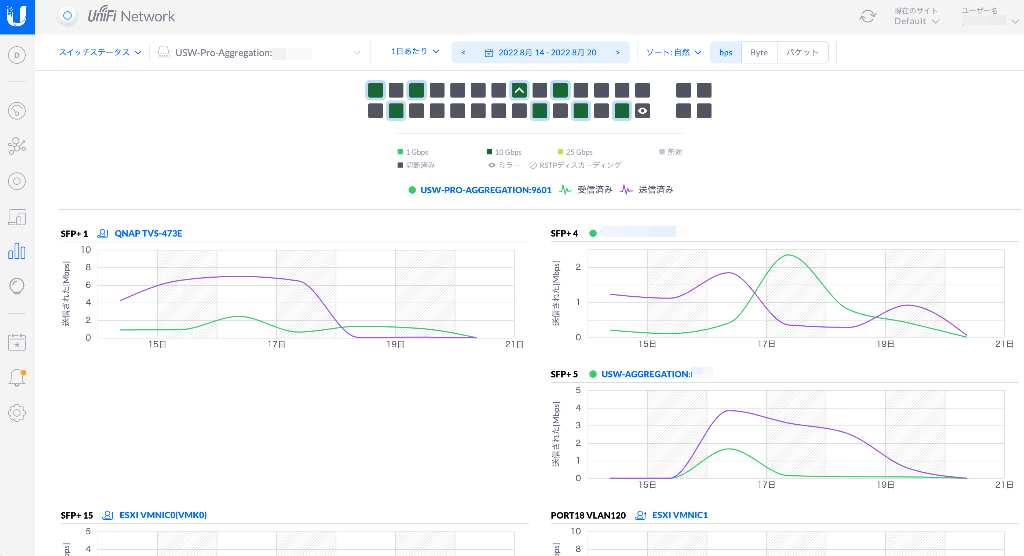 UniFi Network
現在のサイト
Default
ユーザー名
D
スイッチステータス
USW-Pro-Aggregation:
1日あたり
< 2022 8月 14 - 2022 8月 20 >
ソート: 自然
bps Byte パケット
1 Gbps 10 Gbps 25 Gbps 無効
切断済み ミラー RSTPディスカーディング
USW-PRO-AGGREGATION:9601 受信済み 送信済み
SFP+ 1 QNAP TVS-473E
送信された[Mbps]
10
8
6
4
2
0
15日 17日 19日 21日
SFP+ 4
送信された[Mbps]
2
1
0
15日 17日 19日 21日
SFP+ 5 USW-AGGREGATION:
送信された[Mbps]
5
4
3
2
1
0
15日 17日 19日 21日
SFP+ 15 ESXI VMNIC0(VMK0)
5
4
bps]
PORT18 VLAN120 ESXI VMNIC1
10
8
bps]